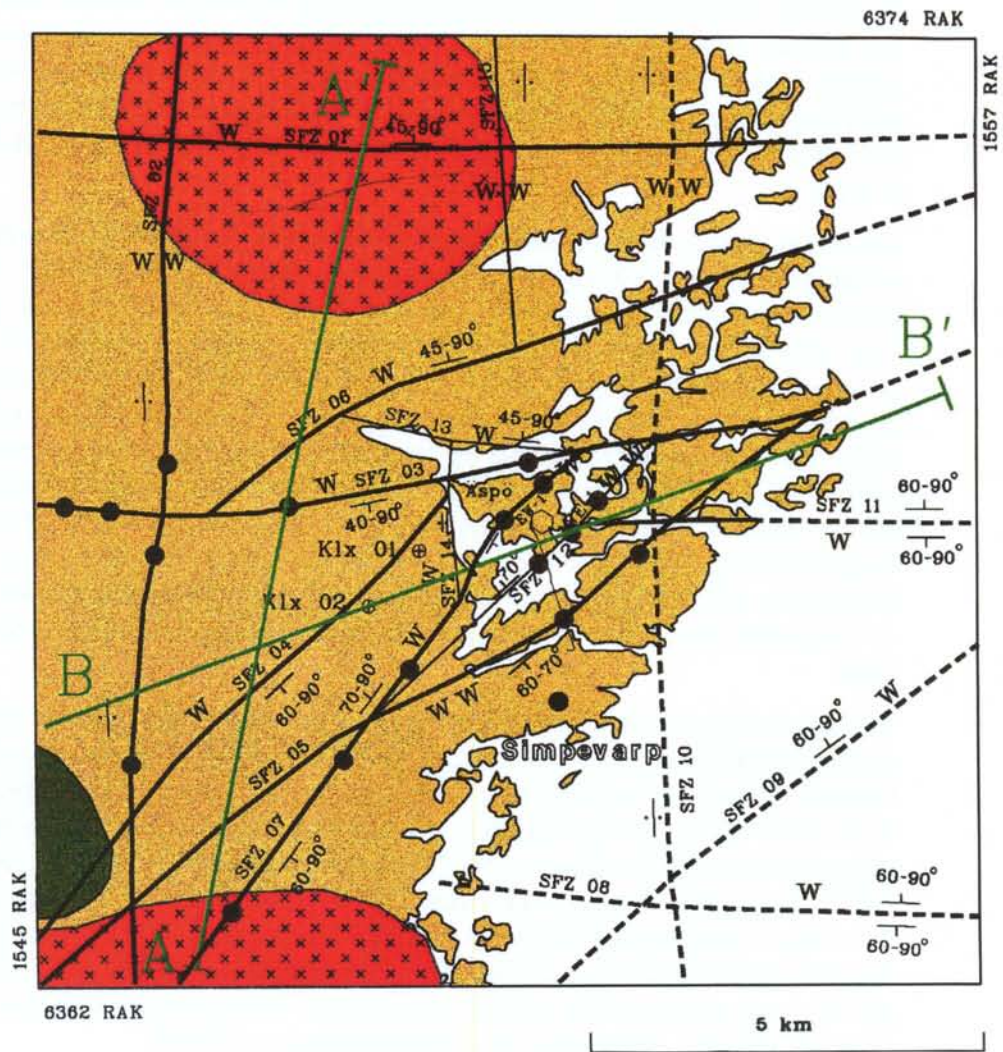 6374 RAK
1557 RAK
A'
SFZ 01
W
45-90°
SFZ 02
W W
W W
W W
B'
45-90°
W
SFZ 06
SFZ 13
45-90°
W
W
SFZ 03
40-90°
Äspö
EW-1
60-90°
SFZ 11
W
60-90°
Klx 01
SFZ 14
W
70°
SFZ 12
Klx 02
W
B
SFZ 04
W
60-90°
70-90°
W W
60-70°
Simpevarp
SFZ 05
SFZ 10
60-90°
W
SFZ 09
SFZ 07
60-90°
SFZ 08
W
60-90°
60-90°
A
1545 RAK
6362 RAK
5 km